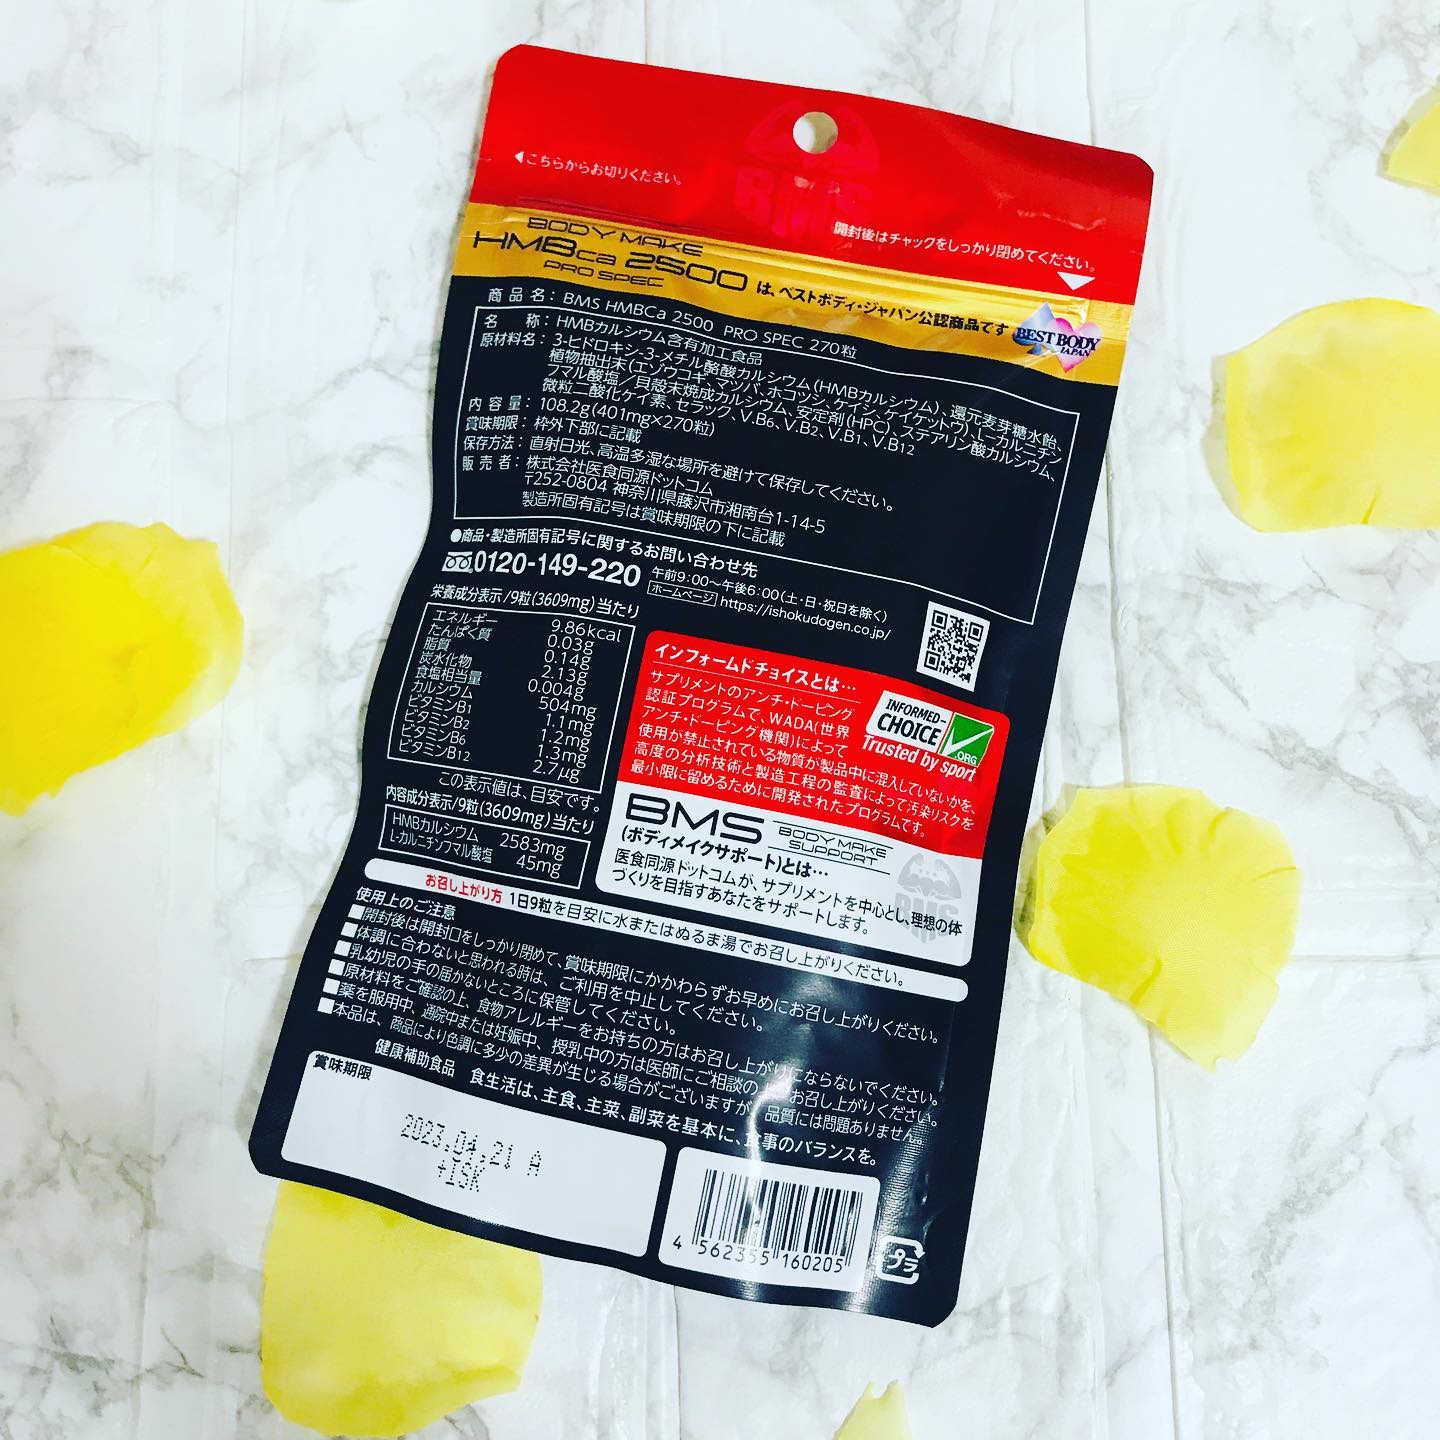 ◀こちらからお切りください。
開封後はチャックをしっかり閉めてください。
BMS
BODY MAKE
HMBca 2500
PRO SPEC
は、ベストボディ・ジャパン公認商品です
BEST BODY
JAPAN
商品名：BMS HMBCa 2500 PRO SPEC 270粒
名称：HMBカルシウム含有加工食品
原材料名：3-ヒドロキシ-3-メチル酪酸カルシウム(HMBカルシウム)、還元麦芽糖水飴、
植物抽出末(エゾウコギ、マツバ、ホコツシ、ケイシ、ケイケットウ)、L-カルニチン
フマル酸塩／貝殻末焼成カルシウム、安定剤(HPC)、ステアリン酸カルシウム、
微粒二酸化ケイ素、セラック、V.B6、V.B2、V.B1、V.B12
内容量：108.2g(401mg×270粒)
賞味期限：枠外下部に記載
保存方法：直射日光、高温多湿な場所を避けて保存してください。
販売者：株式会社医食同源ドットコム
〒252-0804 神奈川県藤沢市湘南台1-14-5
製造所固有記号は賞味期限の下に記載
●商品・製造所固有記号に関するお問い合わせ先
0120-149-220
午前9:00〜午後6:00(土・日・祝日を除く)
ホームページ https://ishokudogen.co.jp/
栄養成分表示/9粒(3609mg)当たり
エネルギー 9.86kcal
たんぱく質 0.03g
脂質 0.14g
炭水化物 2.13g
食塩相当量 0.004g
カルシウム 504mg
ビタミンB1 1.1mg
ビタミンB2 1.2mg
ビタミンB6 1.3mg
ビタミンB12 2.7μg
この表示値は、目安です。
内容成分表示/9粒(3609mg)当たり
HMBカルシウム 2583mg
L-カルニチンフマル酸塩 45mg
インフォームドチョイスとは…
サプリメントのアンチ・ドーピング
認証プログラムで、WADA(世界
アンチ・ドーピング機関)によって
使用が禁止されている物質が製品中に混入していないかを、
高度の分析技術と製造工程の監査によって汚染リスクを
最小限に留めるために開発されたプログラムです。
INFORMED-
CHOICE
.ORG
Trusted by sport
BMS
BODY MAKE
SUPPORT
(ボディメイクサポート)とは…
医食同源ドットコムが、サプリメントを中心とし、理想の体
づくりを目指すあなたをサポートします。
BMS
お召し上がり方 1日9粒を目安に水またはぬるま湯でお召し上がりください。
使用上のご注意
■開封後は開封口をしっかり閉めて、賞味期限にかかわらずお早めにお召し上がりください。
■体調に合わないと思われる時は、ご利用を中止してください。
■乳幼児の手の届かないところに保管してください。
■原材料をご確認の上、食物アレルギーをお持ちの方はお召し上がりにならないでください。
■薬を服用中、通院中または妊娠中、授乳中の方は医師にご相談の お召し上がりください。
■本品は、商品により色調に多少の差異が生じる場合がございますが 品質には問題ありません。
健康補助食品 食生活は、主食、主菜、副菜を基本に、食事のバランスを。
賞味期限
2023.04.21 A
+ISK
4 562355 160205
プラ